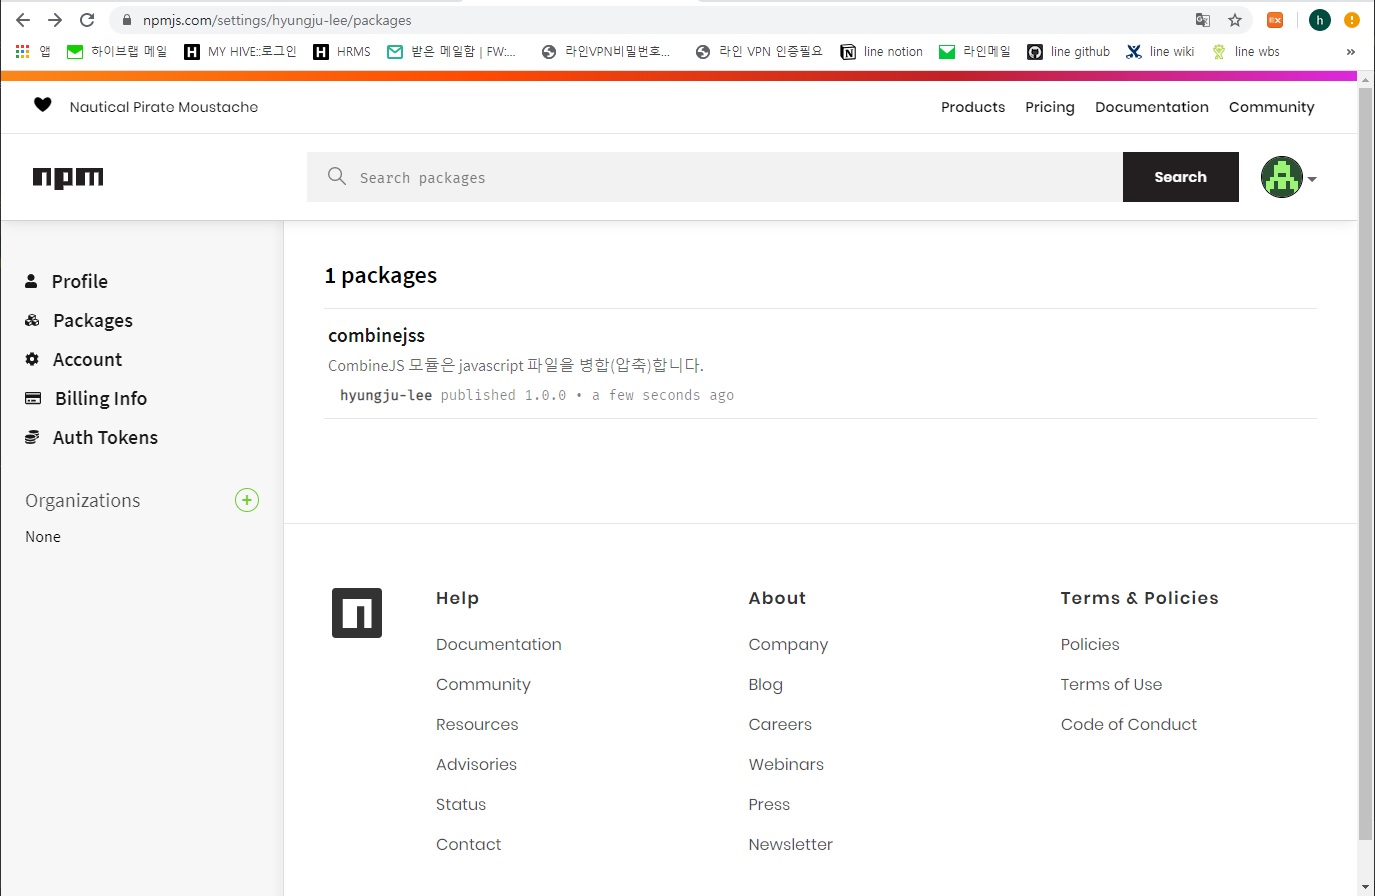 npmjs.com/settings/hyungju-lee/packages
EX
h
앱 하이브랩 메일 MY HIVE::로그인 HRMS 받은 메일함 | FW:... 라인VPN비밀번호... 라인 VPN 인증필요 line notion 라인메일 line github line wiki line wbs »
Nautical Pirate Moustache
Products Pricing Documentation Community
npm
Search packages
Search
Profile
Packages
Account
Billing Info
Auth Tokens
Organizations
None
1 packages
combinejss
CombineJS 모듈은 javascript 파일을 병합(압축)합니다.
hyungju-lee published 1.0.0 • a few seconds ago
Help
Documentation
Community
Resources
Advisories
Status
Contact
About
Company
Blog
Careers
Webinars
Press
Newsletter
Terms & Policies
Policies
Terms of Use
Code of Conduct